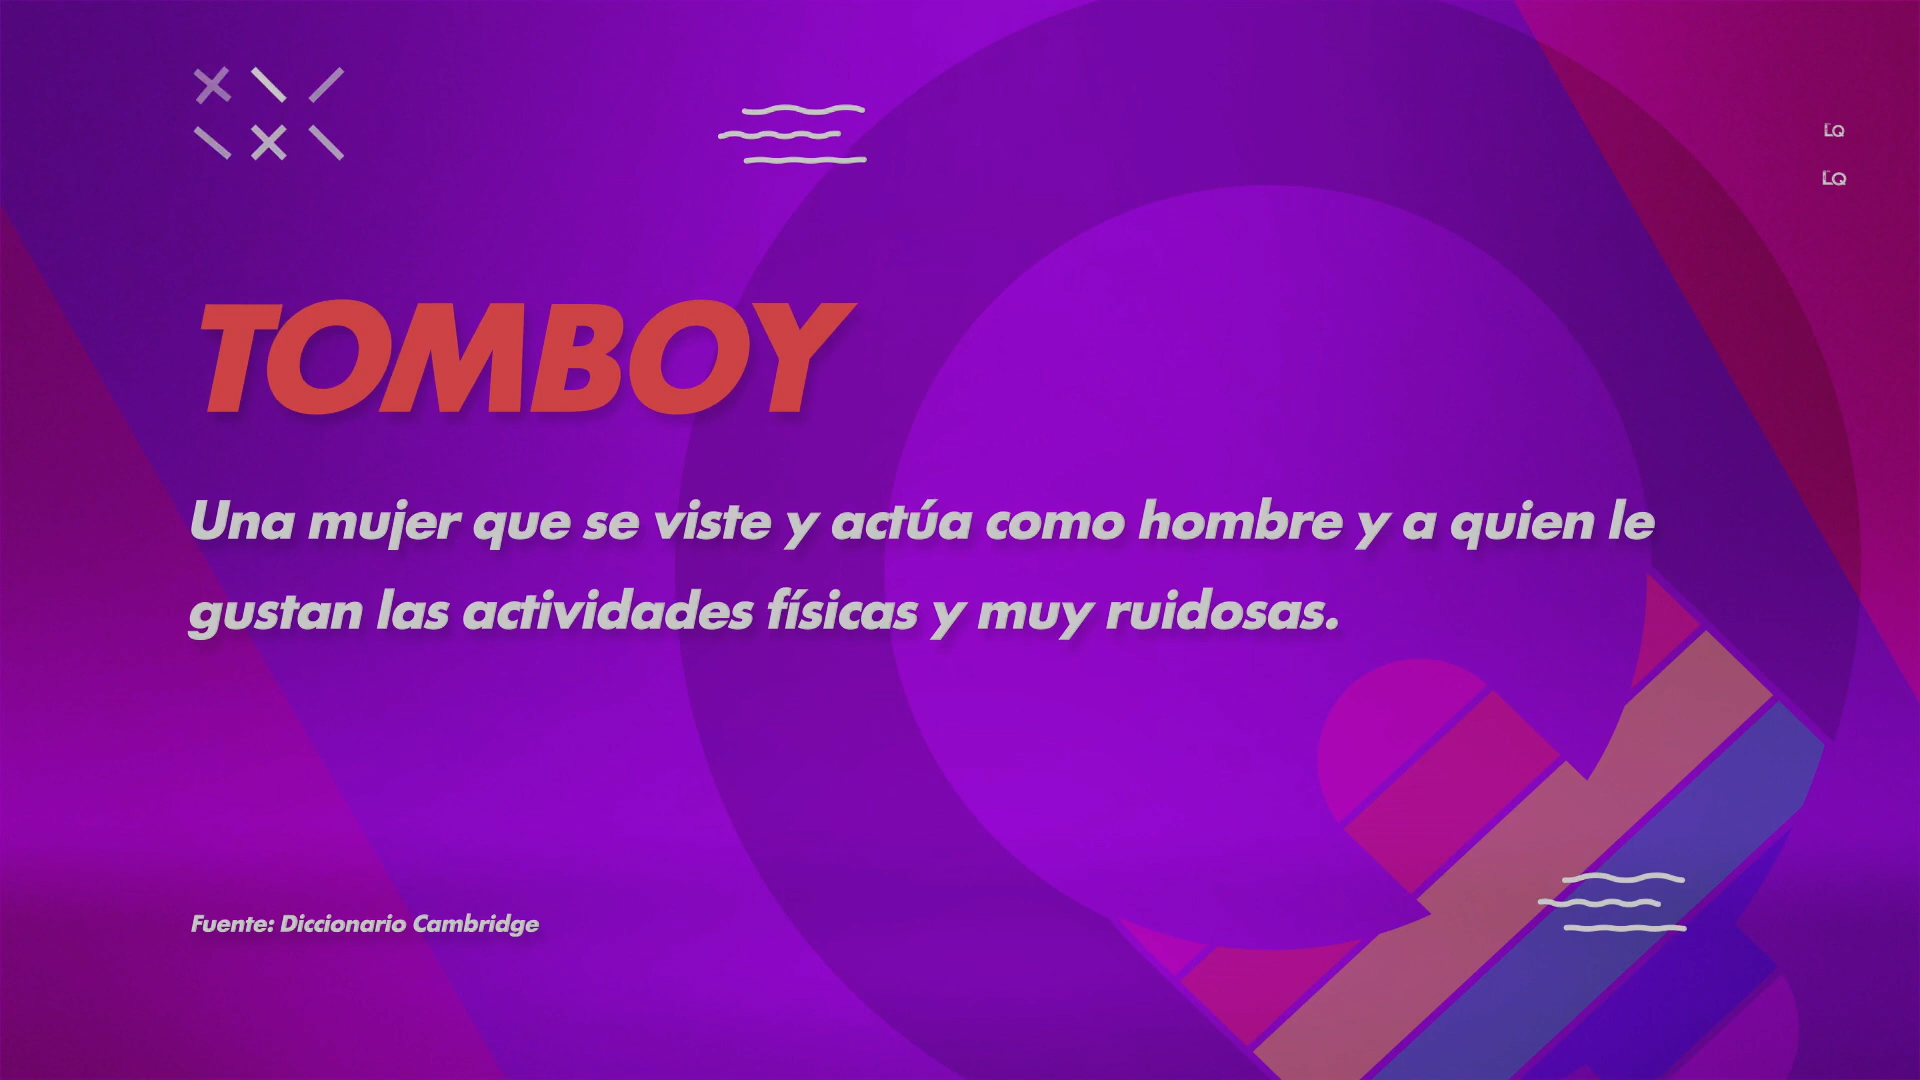 LQ
LQ
TOMBOY
Una mujer que se viste y actúa como hombre y a quien le
gustan las actividades físicas y muy ruidosas.
Fuente: Diccionario Cambridge